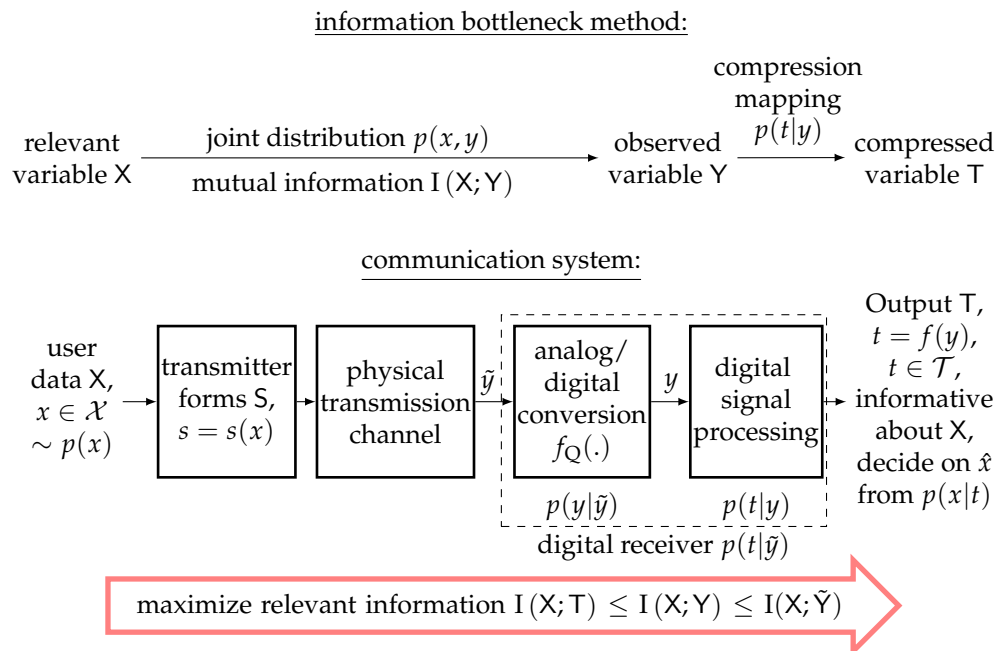 information bottleneck method:
relevant
variable X
joint distribution p(x, y)
mutual information I (X; Y)
observed
variable Y
compression
mapping
p(t|y)
compressed
variable T
communication system:
user
data X,
x ∈ 𝒳
∼ p(x)
transmitter
forms S,
s = s(x)
physical
transmission
channel
ỹ
analog/
digital
conversion
f_Q(.)
p(y|ỹ)
y
digital
signal
processing
p(t|y)
digital receiver p(t|ỹ)
Output T,
t = f(y),
t ∈ 𝒯,
informative
about X,
decide on x̂
from p(x|t)
maximize relevant information I (X; T) ≤ I (X; Y) ≤ I(X; Ỹ)